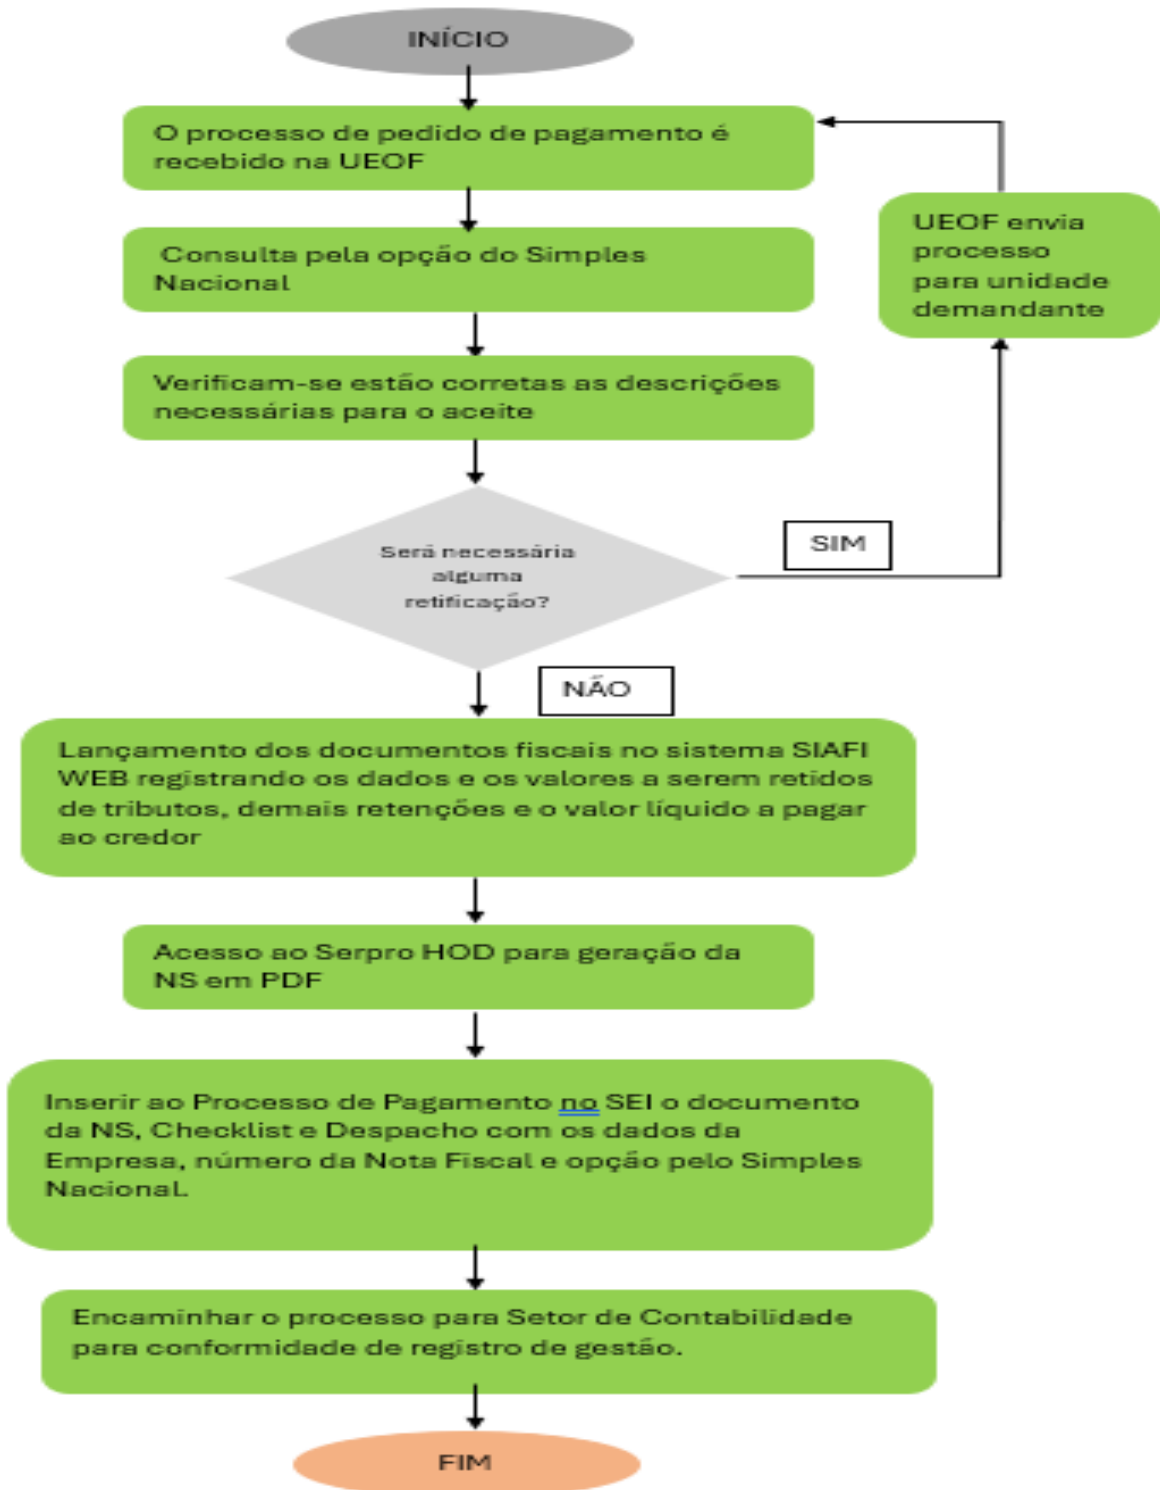 INÍCIO
O processo de pedido de pagamento é
recebido na UEOF
UEOF envia
processo
para unidade
demandante
Consulta pela opção do Simples
Nacional
Verificam-se estão corretas as descrições
necessárias para o aceite
Será necessária
alguma
retificação?
SIM
NÃO
Lançamento dos documentos fiscais no sistema SIAFI
WEB registrando os dados e os valores a serem retidos
de tributos, demais retenções e o valor líquido a pagar
ao credor
Acesso ao Serpro HOD para geração da
NS em PDF
Inserir ao Processo de Pagamento no SEI o documento
da NS, Checklist e Despacho com os dados da
Empresa, número da Nota Fiscal e opção pelo Simples
Nacional.
Encaminhar o processo para Setor de Contabilidade
para conformidade de registro de gestão.
FIM